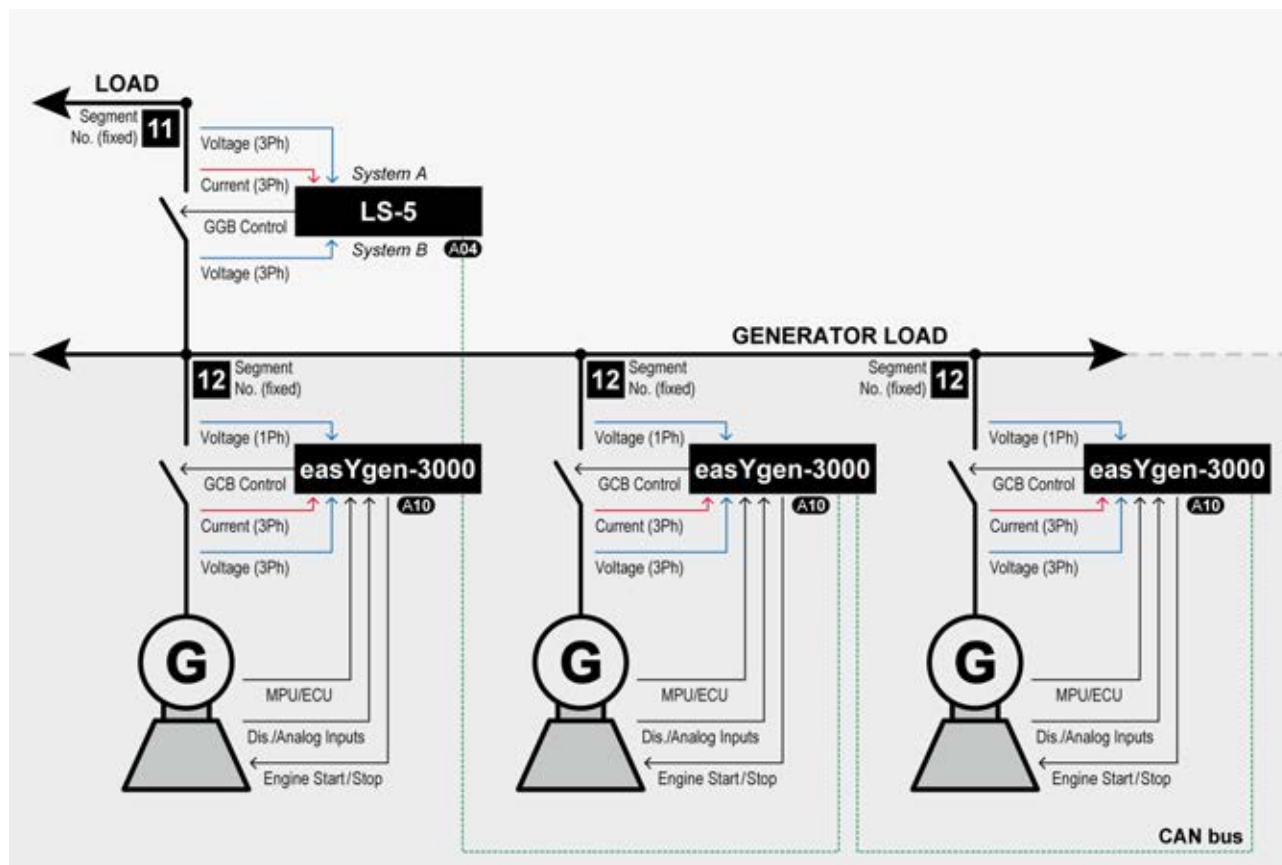 LOAD
Segment
No. (fixed)
11
Voltage (3Ph)
System A
Current (3Ph)
LS-5
GGB Control
System B
A04
Voltage (3Ph)
GENERATOR LOAD
12
Segment
No. (fixed)
12
Segment
No. (fixed)
Segment
No. (fixed)
12
Voltage (1Ph)
easYgen-3000
GCB Control
A10
Current (3Ph)
Voltage (3Ph)
Voltage (1Ph)
easYgen-3000
GCB Control
A10
Current (3Ph)
Voltage (3Ph)
Voltage (1Ph)
easYgen-3000
GCB Control
A10
Current (3Ph)
Voltage (3Ph)
G
MPU/ECU
Dis./Analog Inputs
Engine Start/Stop
G
MPU/ECU
Dis./Analog Inputs
Engine Start/Stop
G
MPU/ECU
Dis./Analog Inputs
Engine Start/Stop
CAN bus